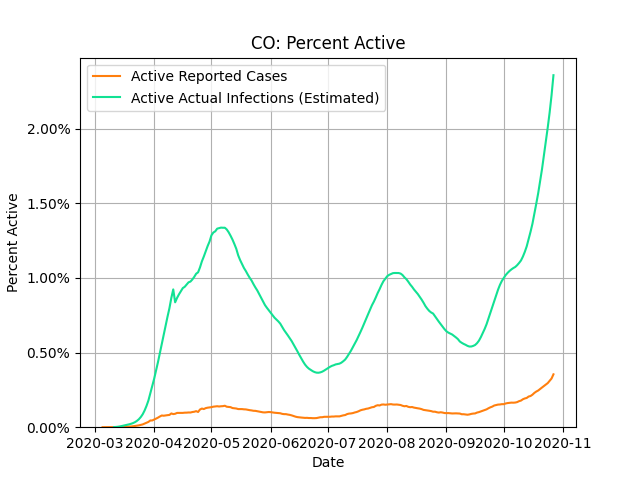 CO: Percent Active
Active Reported Cases
Active Actual Infections (Estimated)
Percent Active
2.00%
1.50%
1.00%
0.50%
0.00%
2020-03 2020-04 2020-05 2020-06 2020-07 2020-08 2020-09 2020-10 2020-11
Date